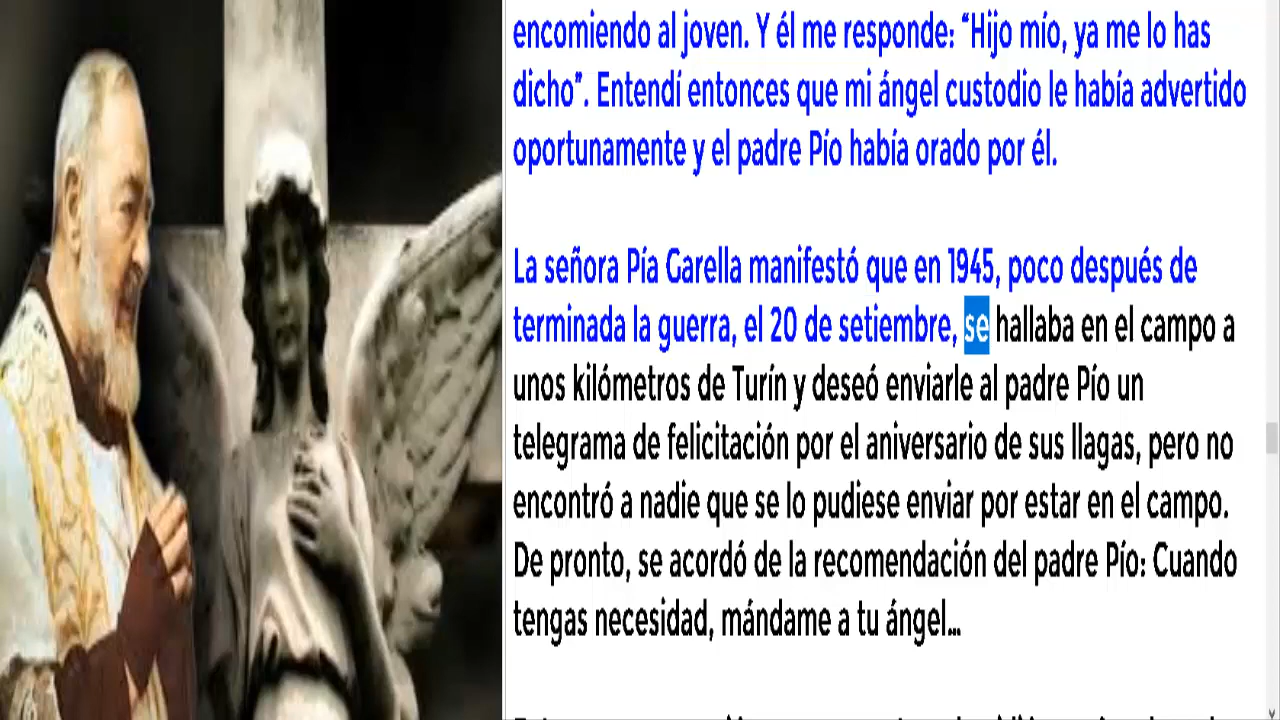 encomiendo al joven. Y él me responde: “Hijo mío, ya me lo has
dicho”. Entendí entonces que mi ángel custodio le había advertido
oportunamente y el padre Pío había orado por él.
La señora Pía Garella manifestó que en 1945, poco después de
terminada la guerra, el 20 de setiembre, se hallaba en el campo a
unos kilómetros de Turín y deseó enviarle al padre Pío un
telegrama de felicitación por el aniversario de sus llagas, pero no
encontró a nadie que se lo pudiese enviar por estar en el campo.
De pronto, se acordó de la recomendación del padre Pío: Cuando
tengas necesidad, mándame a tu ángel…